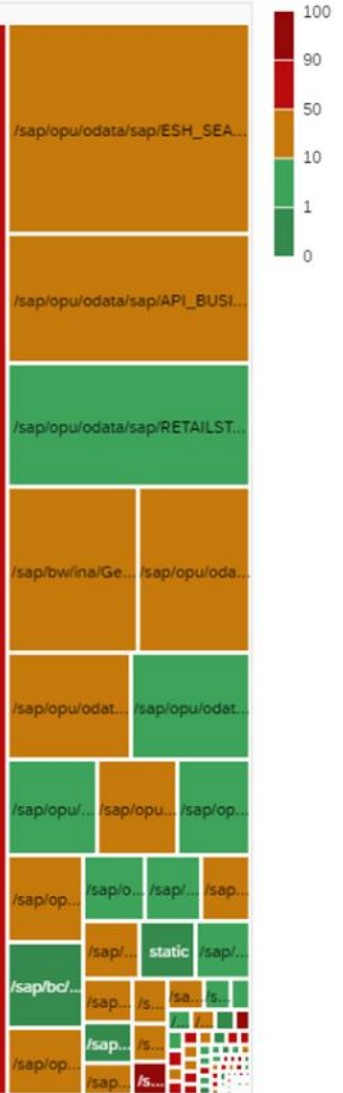 100
90
50
10
1
0
/sap/opu/odata/sap/ESH_SEA...
/sap/opu/odata/sap/API_BUSI...
/sap/opu/odata/sap/RETAILST...
/sap/bw/ina/Ge... /sap/opu/oda...
/sap/opu/odat... /sap/opu/odat...
/sap/opu/... /sap/opu... /sap/op...
/sap/op... /sap/o... /sap/... /sap...
/sap/... static /sap/...
/sap/bc/...
/sap... /s... /sa... /s...
/... /...
/sap... /s...
/sap/op... /sap... /s...